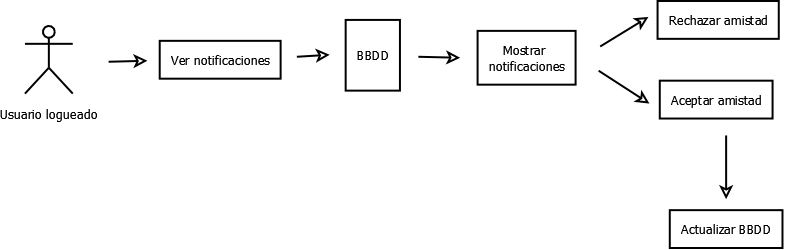 Usuario logueado
Ver notificaciones
BBDD
Mostrar
notificaciones
Rechazar amistad
Aceptar amistad
Actualizar BBDD